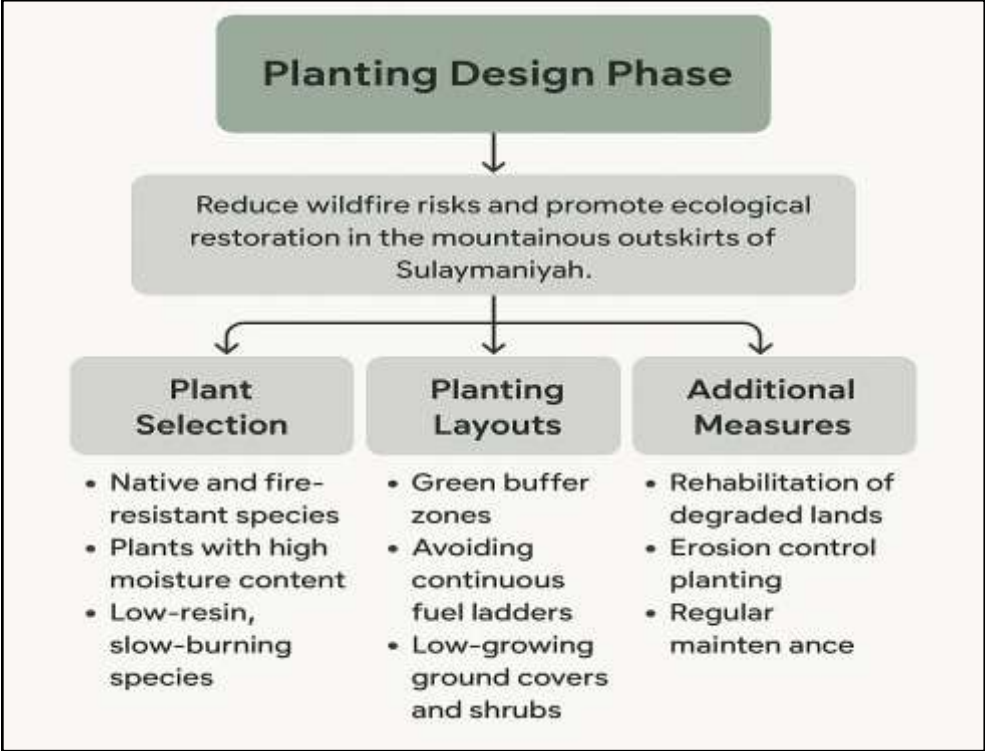 Planting Design Phase
Reduce wildfire risks and promote ecological
restoration in the mountainous outskirts of
Sulaymaniyah.
Plant
Selection
• Native and fire-
resistant species
• Plants with high
moisture content
• Low-resin,
slow-burning
species
Planting
Layouts
• Green buffer
zones
• Avoiding
continuous
fuel ladders
• Low-growing
ground covers
and shrubs
Additional
Measures
• Rehabilitation of
degraded lands
• Erosion control
planting
• Regular
mainten ance